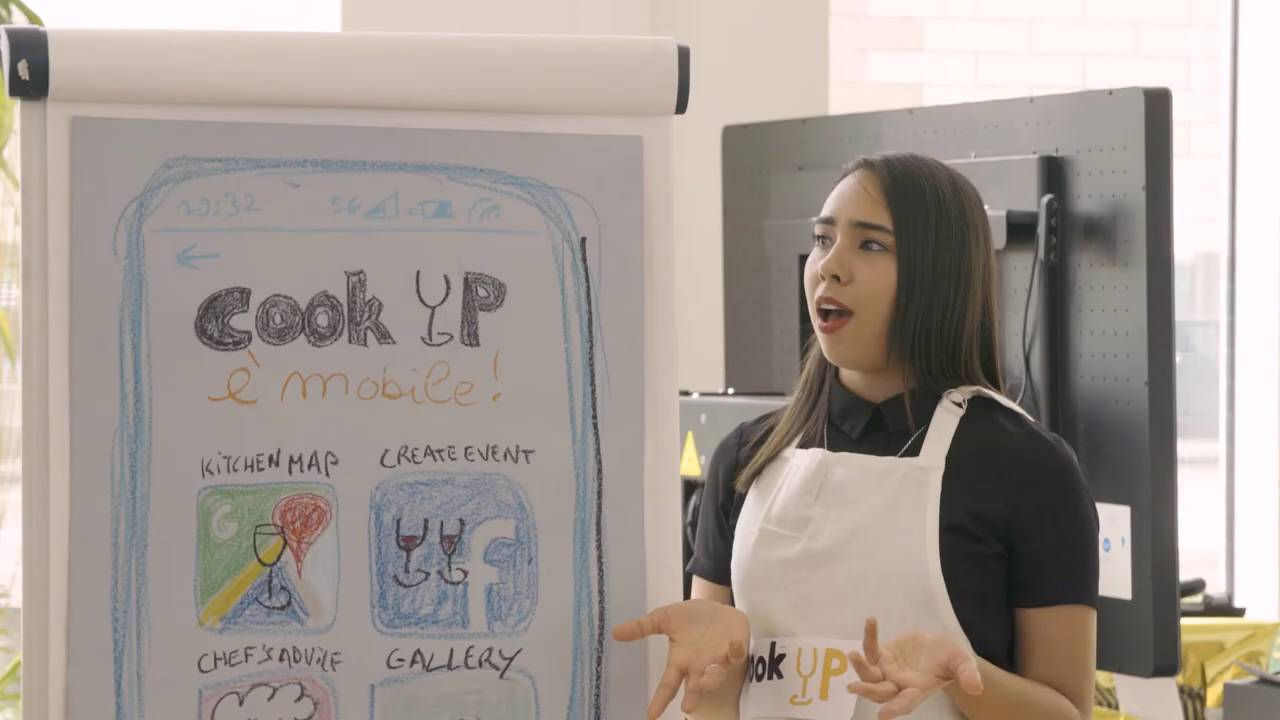 19:32 5G
COOK UP
è mobile!
KITCHEN MAP CREATE EVENT
G f
CHEF'S ADVICE GALLERY
OOK UP